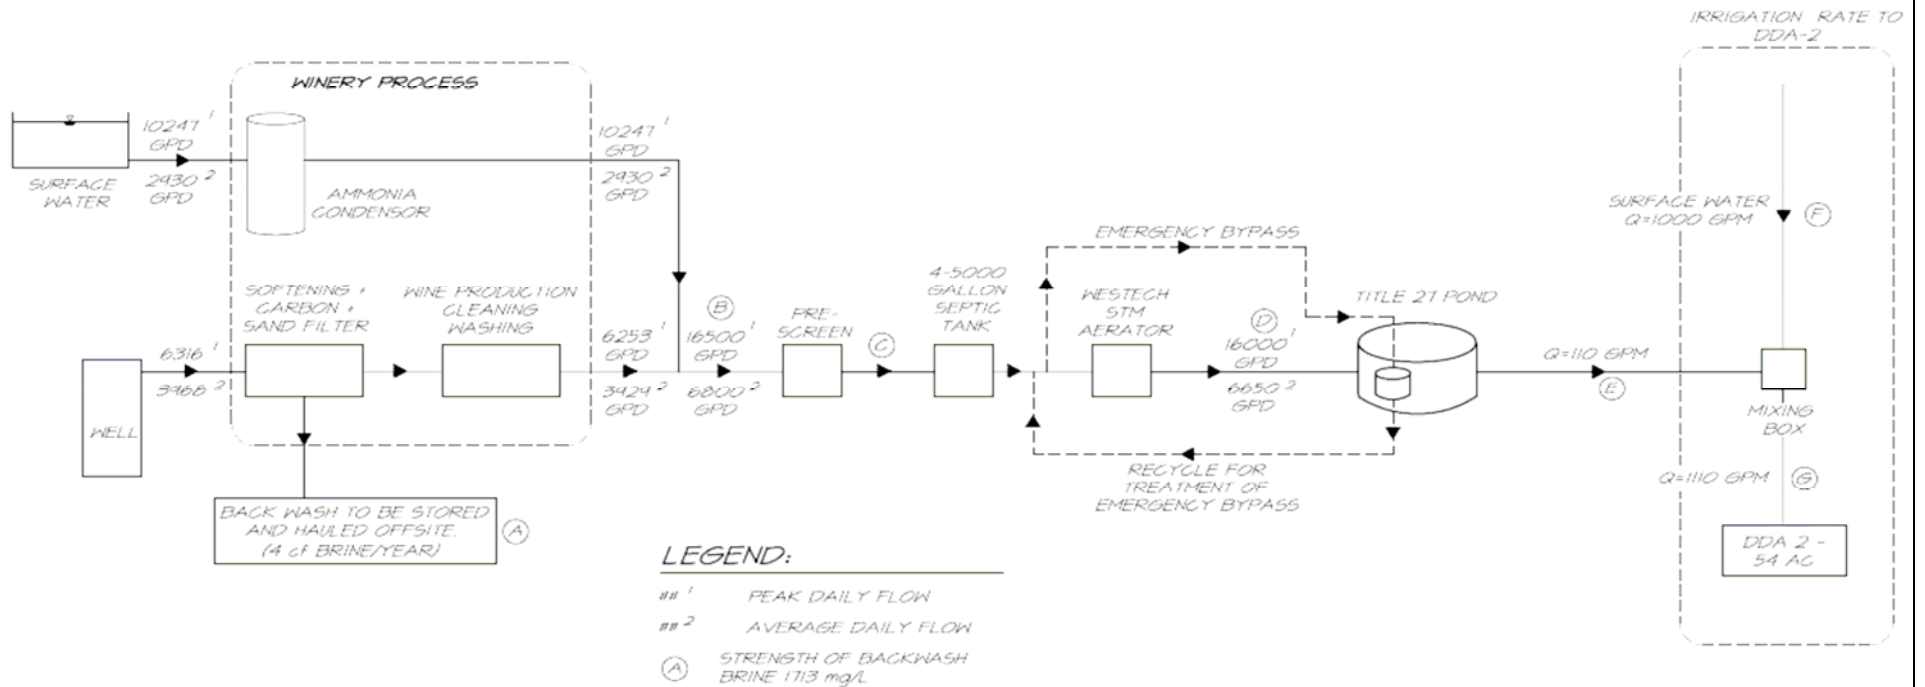 IRRIGATION RATE TO
DDA-2
WINERY PROCESS
SURFACE
WATER
10247 1
GPD
2930 2
GPD
AMMONIA
CONDENSOR
10247 1
GPD
2930 2
GPD
SOFTENING +
CARBON +
SAND FILTER
WINE PRODUCTION
CLEANING
WASHING
WELL
6316 1
3968 2
6253 1
GPD
3929 2
GPD
B
16500 1
GPD
6800 2
GPD
PRE-
SCREEN
C
4-5000
GALLON
SEPTIC
TANK
EMERGENCY BYPASS
WESTECH
STM
AERATOR
D
16000 1
GPD
6650 2
GPD
TITLE 27 POND
RECYCLE FOR
TREATMENT OF
EMERGENCY BYPASS
Q=110 GPM
E
SURFACE WATER
Q=1000 GPM
F
MIXING
BOX
Q=1110 GPM
G
DDA 2 -
54 AC
BACK WASH TO BE STORED
AND HAULED OFFSITE.
(4 cf BRINE/YEAR)
A
LEGEND:
## 1 PEAK DAILY FLOW
## 2 AVERAGE DAILY FLOW
A STRENGTH OF BACKWASH
BRINE 1713 mg/L